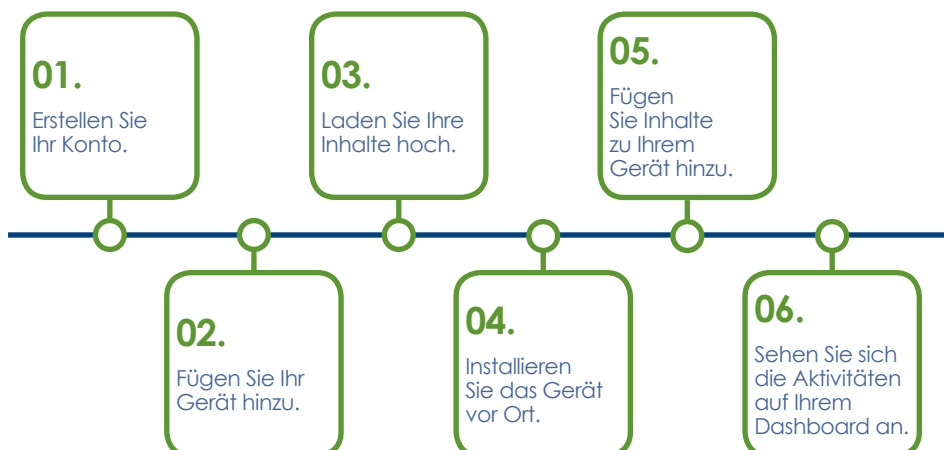 01.
Erstellen Sie
Ihr Konto.
02.
Fügen Sie Ihr
Gerät hinzu.
03.
Laden Sie Ihre
Inhalte hoch.
04.
Installieren
Sie das Gerät
vor Ort.
05.
Fügen
Sie Inhalte
zu Ihrem
Gerät hinzu.
06.
Sehen Sie sich
die Aktivitäten
auf Ihrem
Dashboard an.